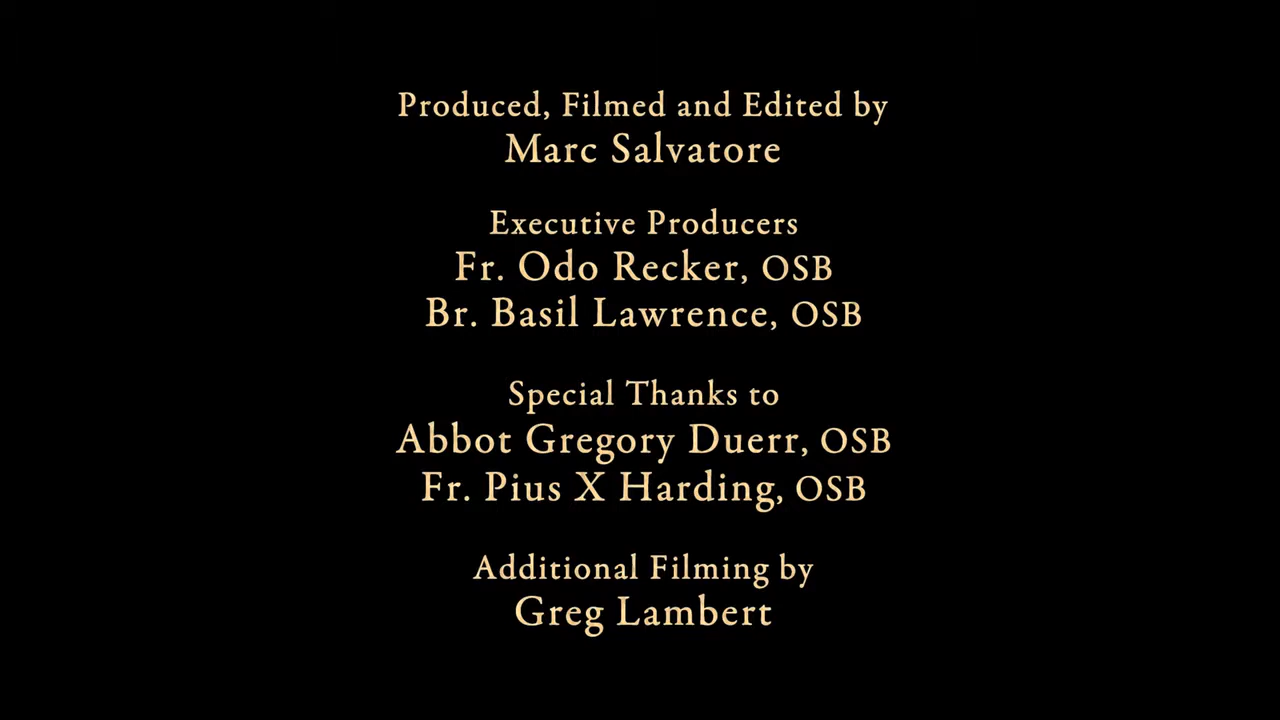 Produced, Filmed and Edited by
Marc Salvatore
Executive Producers
Fr. Odo Recker, OSB
Br. Basil Lawrence, OSB
Special Thanks to
Abbot Gregory Duerr, OSB
Fr. Pius X Harding, OSB
Additional Filming by
Greg Lambert